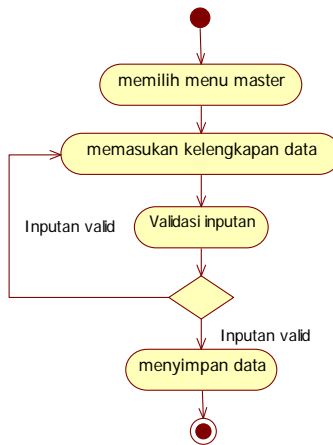 memilih menu master
memasukan kelengkapan data
Validasi inputan
Inputan valid
Inputan valid
menyimpan data